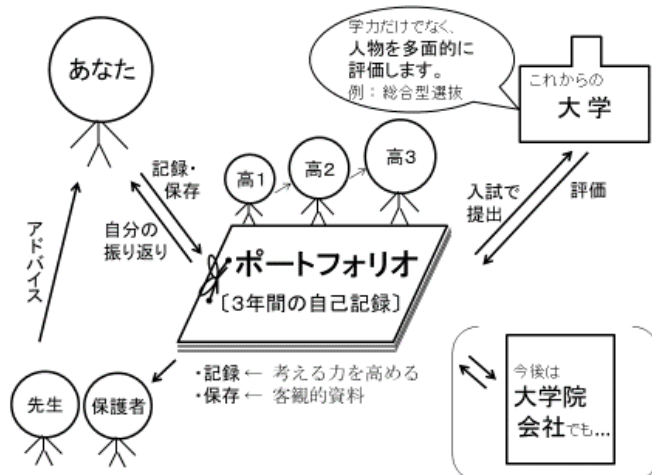 あなた
学力だけでなく、
人物を多面的に
評価します。
例：総合型選抜
これからの
大学
記録・
保存
自分の
振り返り
高1
高2
高3
入試で
提出
評価
アドバイス
ポートフォリオ
〔3年間の自己記録〕
先生
保護者
・記録 ← 考える力を高める
・保存 ← 客観的資料
今後は
大学院
会社でも...